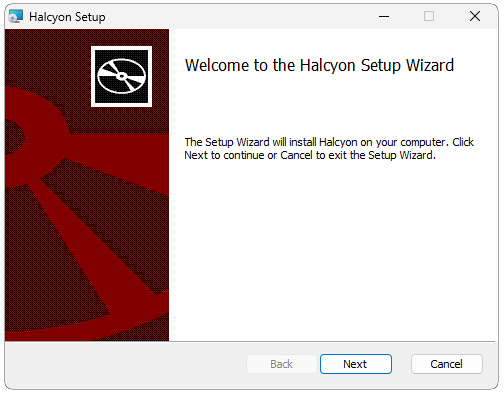 Halcyon Setup
Welcome to the Halcyon Setup Wizard
The Setup Wizard will install Halcyon on your computer. Click
Next to continue or Cancel to exit the Setup Wizard.
Back
Next
Cancel